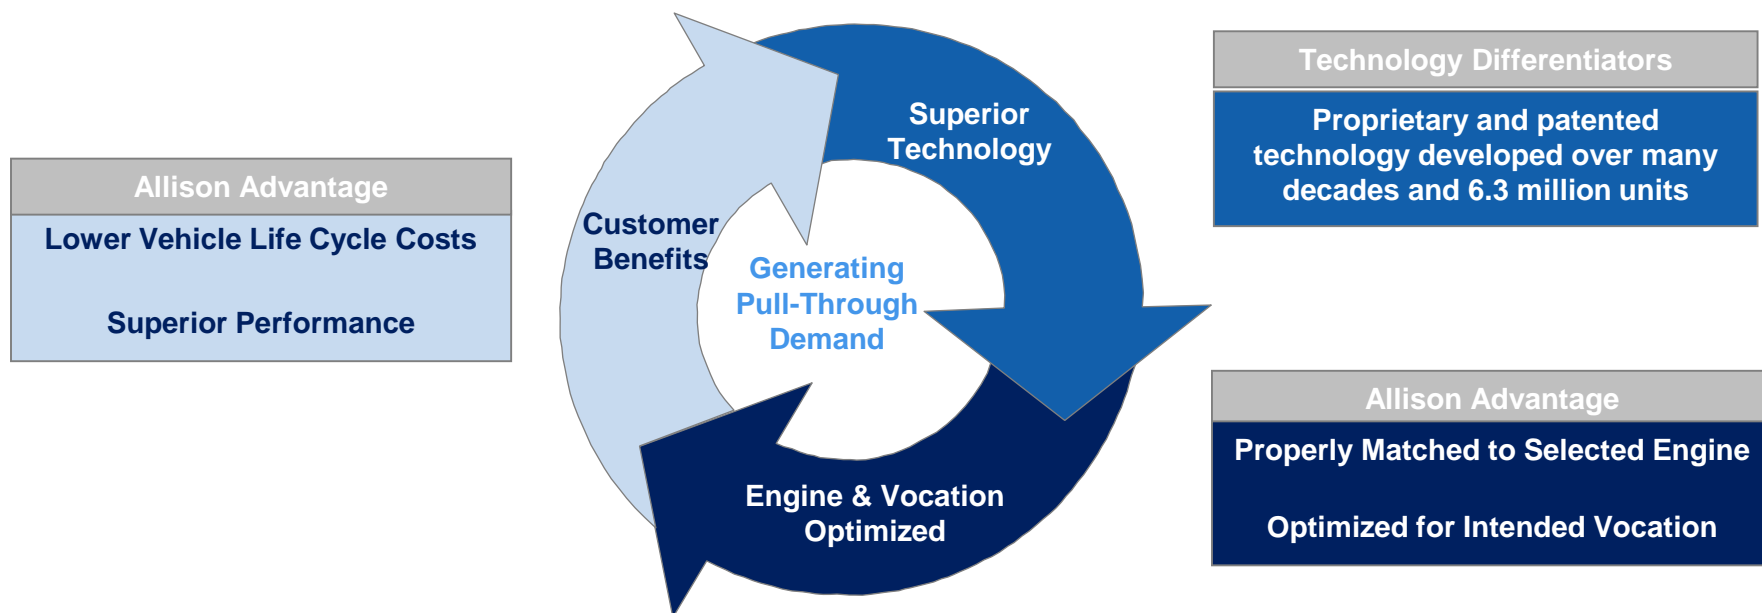 Allison Advantage
Lower Vehicle Life Cycle Costs
Superior Performance
Customer
Benefits
Superior
Technology
Generating
Pull-Through
Demand
Engine & Vocation
Optimized
Technology Differentiators
Proprietary and patented
technology developed over many
decades and 6.3 million units
Allison Advantage
Properly Matched to Selected Engine
Optimized for Intended Vocation